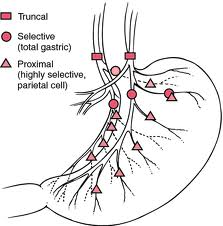 Truncal
Selective
(total gastric)
Proximal
(highly selective,
parietal cell)